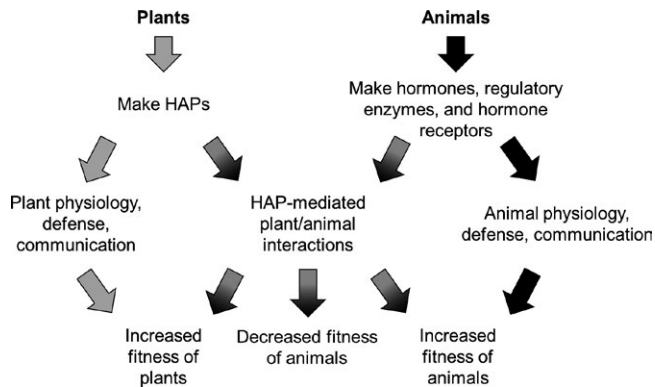 Plants
Animals
Make HAPs
Make hormones, regulatory
enzymes, and hormone
receptors
Plant physiology,
defense,
communication
HAP-mediated
plant/animal
interactions
Animal physiology,
defense, communication
Increased
fitness of
plants
Decreased fitness
of animals
Increased
fitness of
animals